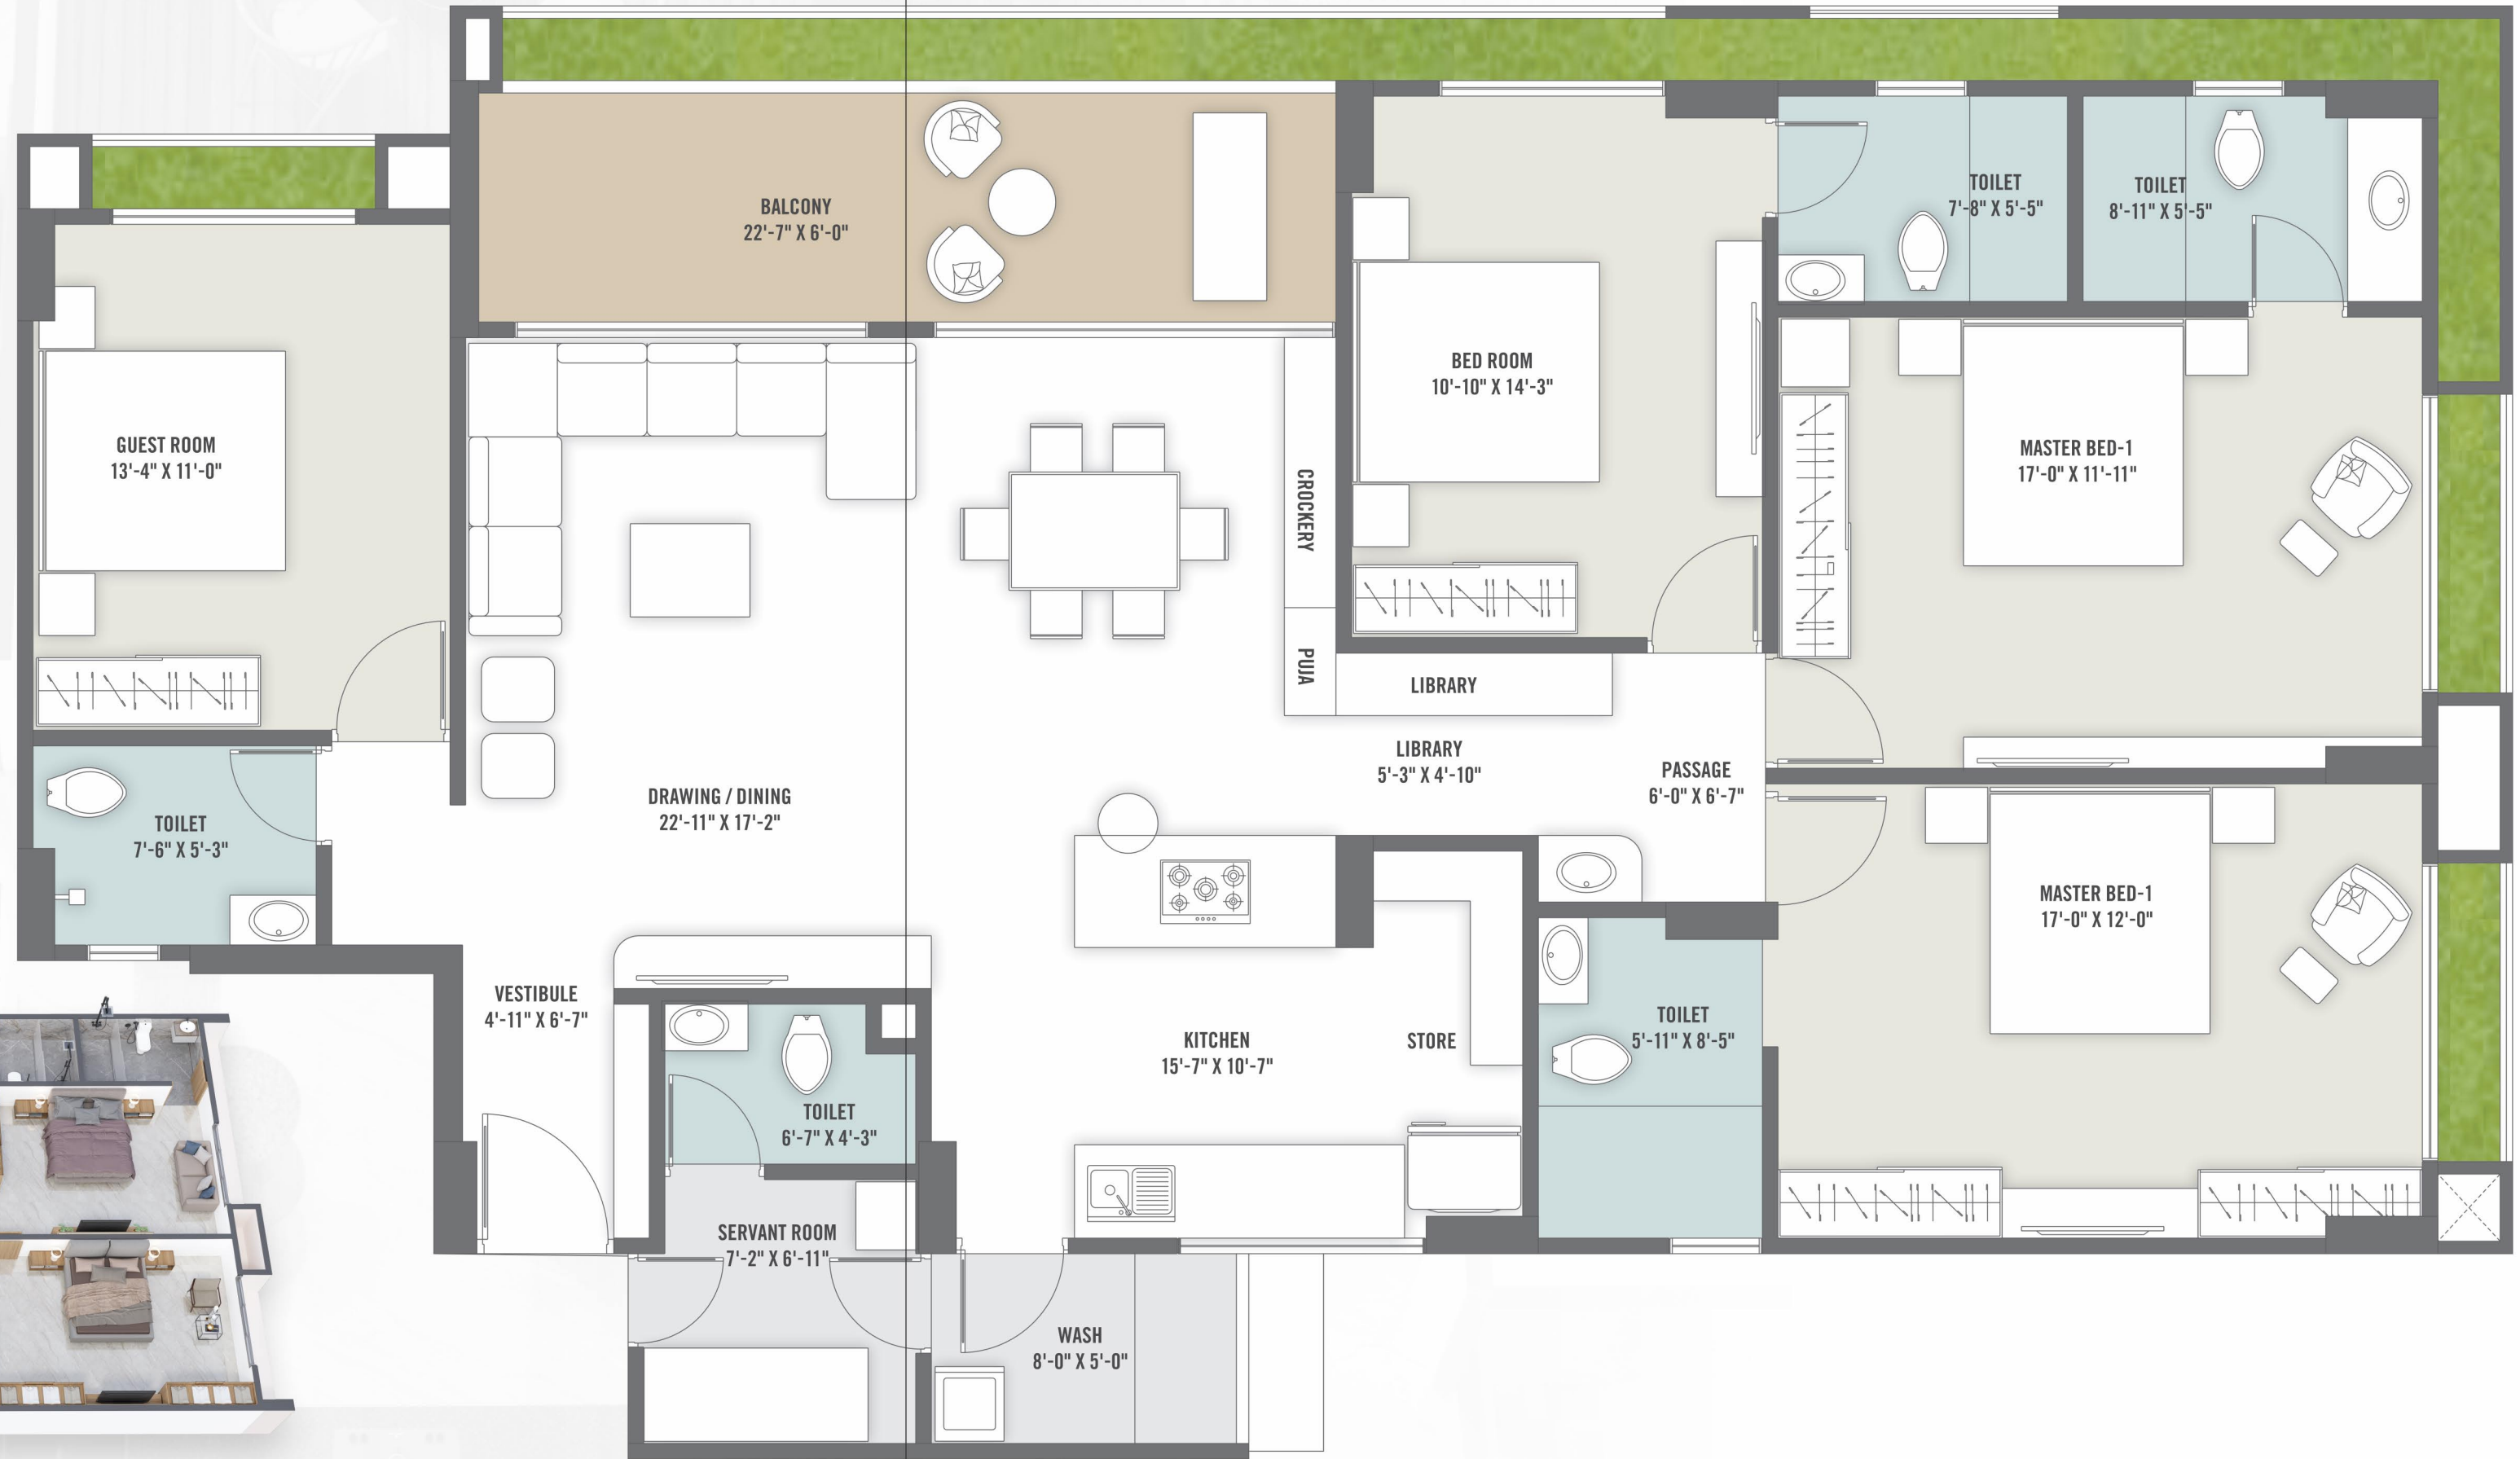 BALCONY
22'-7" X 6'-0"
TOILET
7'-8" X 5'-5"
TOILET
8'-11" X 5'-5"
GUEST ROOM
13'-4" X 11'-0"
BED ROOM
10'-10" X 14'-3"
MASTER BED-1
17'-0" X 11'-11"
CROCKERY
PUJA
LIBRARY
LIBRARY
5'-3" X 4'-10"
PASSAGE
6'-0" X 6'-7"
DRAWING / DINING
22'-11" X 17'-2"
TOILET
7'-6" X 5'-3"
MASTER BED-1
17'-0" X 12'-0"
VESTIBULE
4'-11" X 6'-7"
KITCHEN
15'-7" X 10'-7"
STORE
TOILET
5'-11" X 8'-5"
TOILET
6'-7" X 4'-3"
SERVANT ROOM
7'-2" X 6'-11"
WASH
8'-0" X 5'-0"